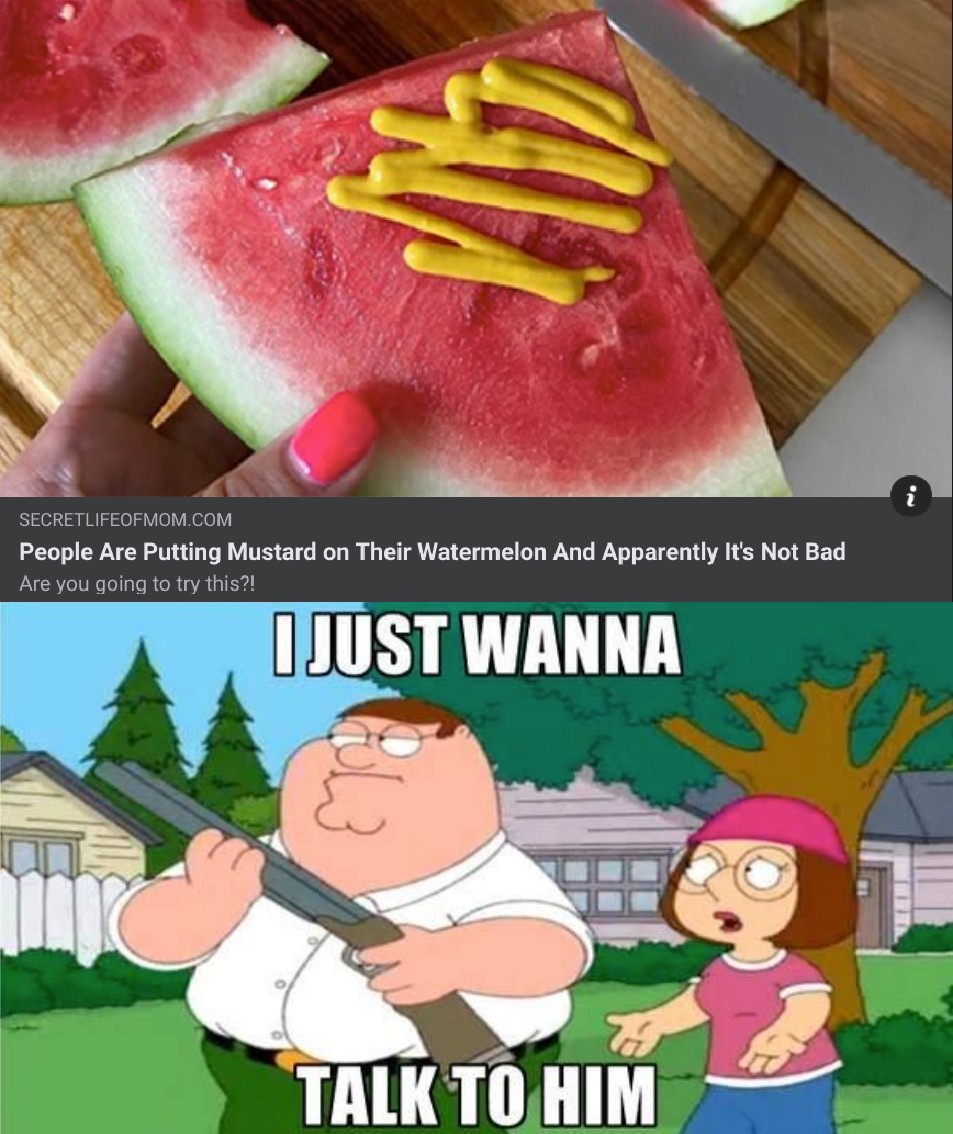 i
SECRETLIFEOFMOM.COM
People Are Putting Mustard on Their Watermelon And Apparently It's Not Bad
Are you going to try this?!
I JUST WANNA
TALK TO HIM